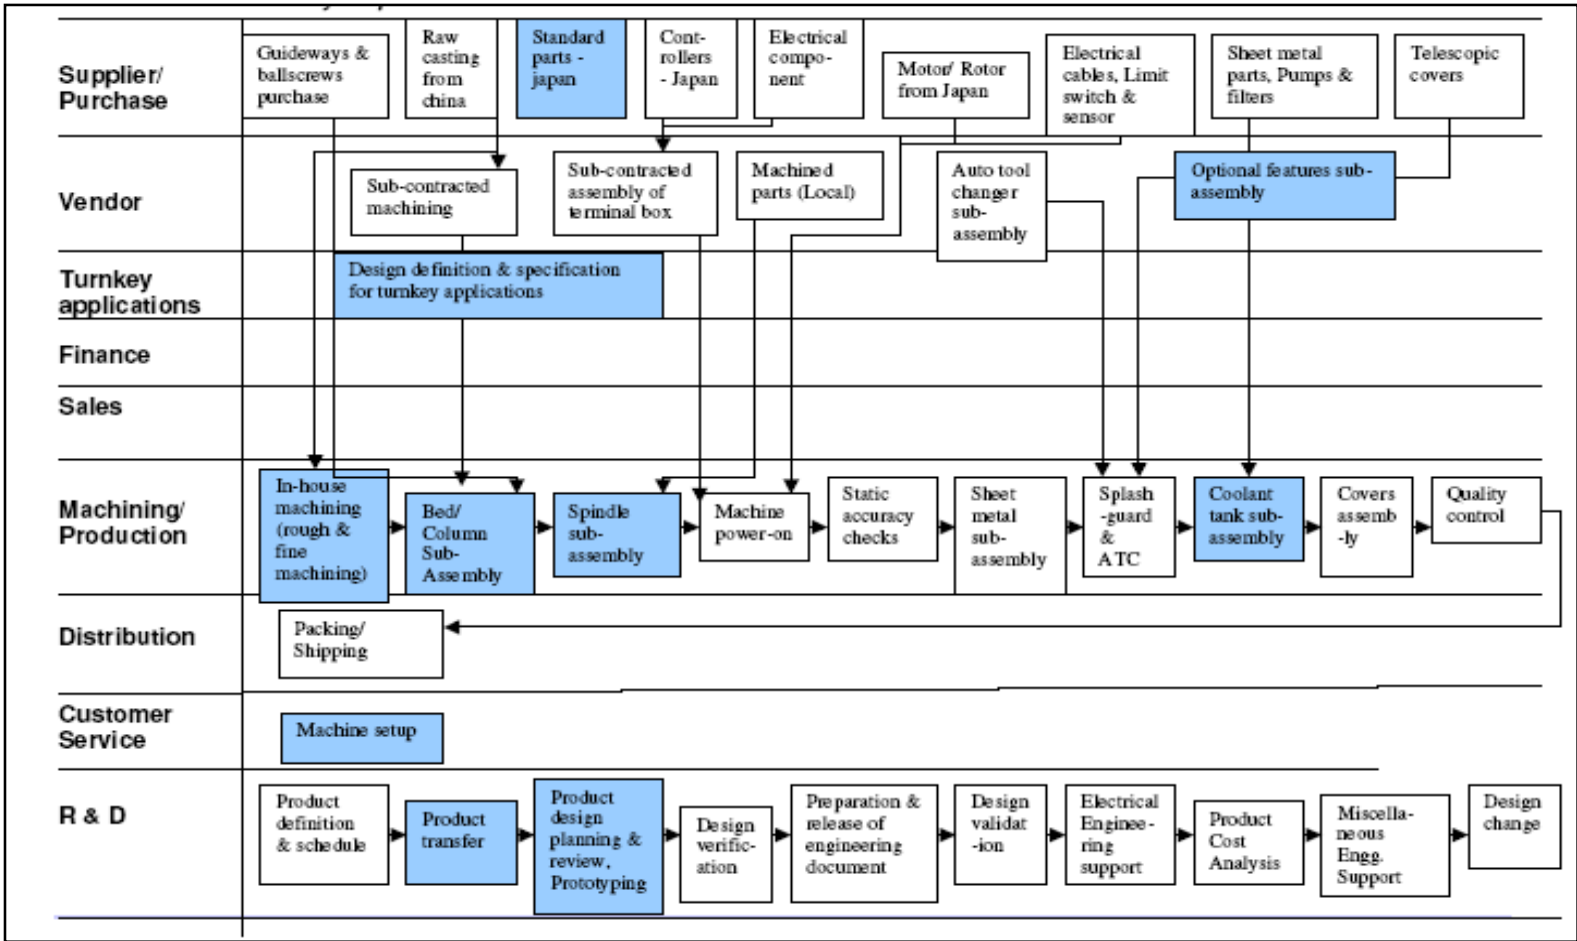 Supplier/
Purchase
Guideways &
ballscrews
purchase
Raw
casting
from
china
Standard
parts -
japan
Cont-
rollers
- Japan
Electrical
compo-
nent
Motor/ Rotor
from Japan
Electrical
cables, Limit
switch &
sensor
Sheet metal
parts, Pumps &
filters
Telescopic
covers
Vendor
Sub-contracted
machining
Sub-contracted
assembly of
terminal box
Machined
parts (Local)
Auto tool
changer
sub-
assembly
Optional features sub-
assembly
Turnkey
applications
Design definition & specification
for turnkey applications
Finance
Sales
Machining/
Production
In-house
machining
(rough &
fine
machining)
Bed/
Column
Sub-
Assembly
Spindle
sub-
assembly
Machine
power-on
Static
accuracy
checks
Sheet
metal
sub-
assembly
Splash
-guard
&
ATC
Coolant
tank sub-
assembly
Covers
assemb
-ly
Quality
control
Distribution
Packing/
Shipping
Customer
Service
Machine setup
R & D
Product
definition
& schedule
Product
transfer
Product
design
planning &
review,
Prototyping
Design
verific-
ation
Preparation &
release of
engineering
document
Design
validat
-ion
Electrical
Enginee-
ring
support
Product
Cost
Analysis
Miscella-
neous
Engg.
Support
Design
change